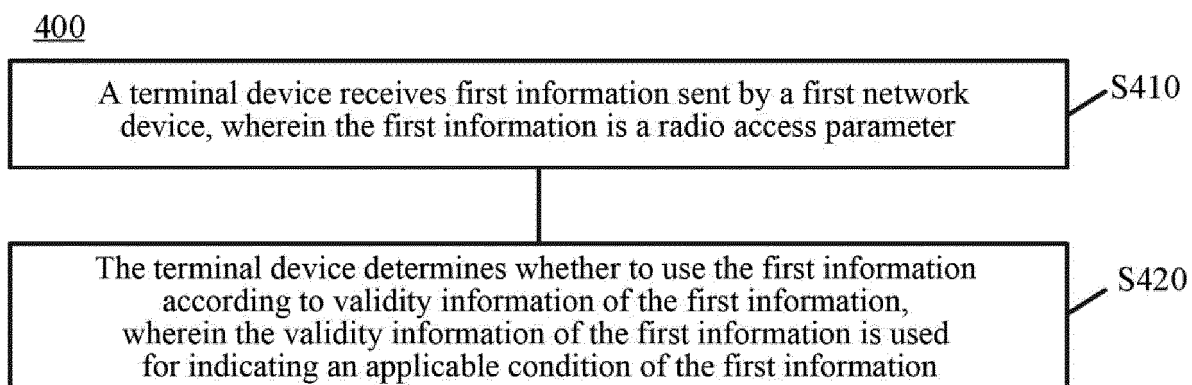 400
A terminal device receives first information sent by a first network
device, wherein the first information is a radio access parameter
S410
The terminal device determines whether to use the first information
according to validity information of the first information,
wherein the validity information of the first information is used
for indicating an applicable condition of the first information
S420